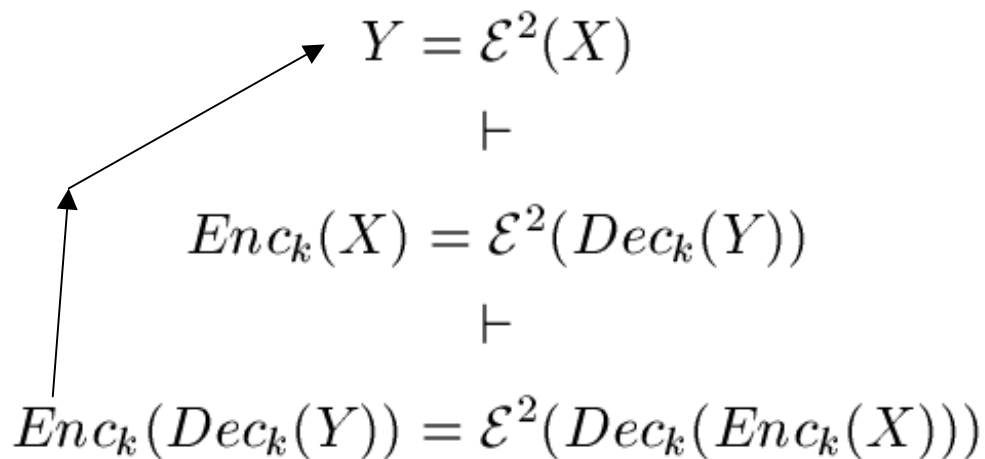 Y = ℰ²(X)
⊢
Enc_k(X) = ℰ²(Dec_k(Y))
⊢
Enc_k(Dec_k(Y)) = ℰ²(Dec_k(Enc_k(X)))